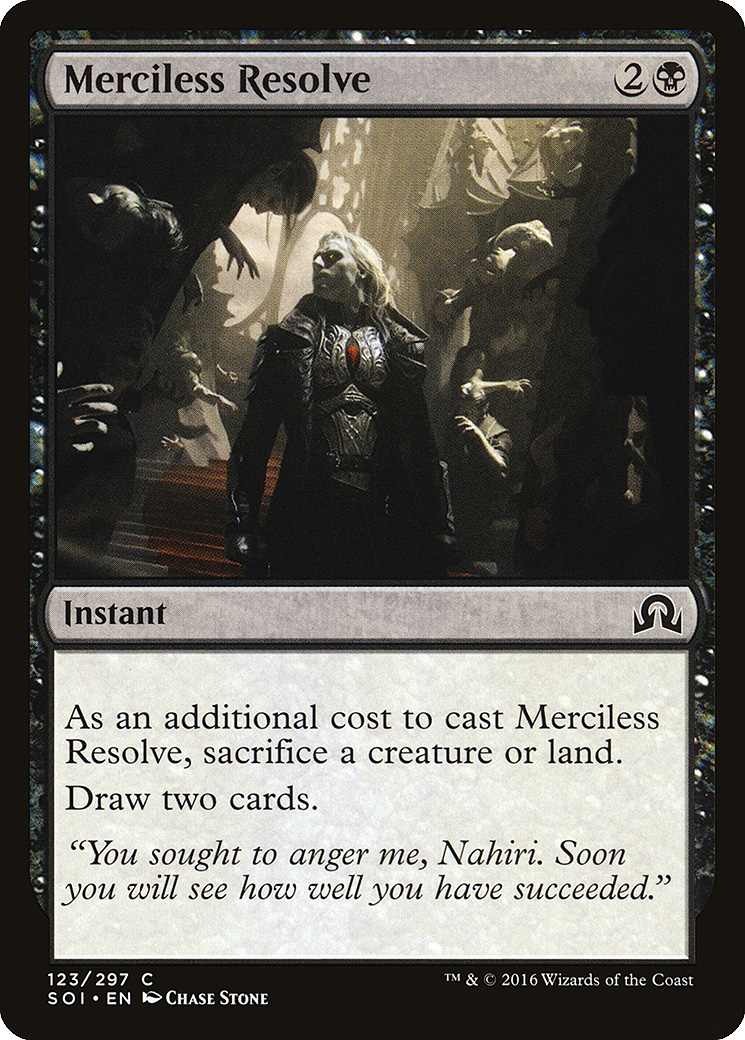 Merciless Resolve 2
Instant
As an additional cost to cast Merciless
Resolve, sacrifice a creature or land.
Draw two cards.
“You sought to anger me, Nahiri. Soon
you will see how well you have succeeded.”
123/297 C
SOI • EN Chase Stone
™ & © 2016 Wizards of the Coast